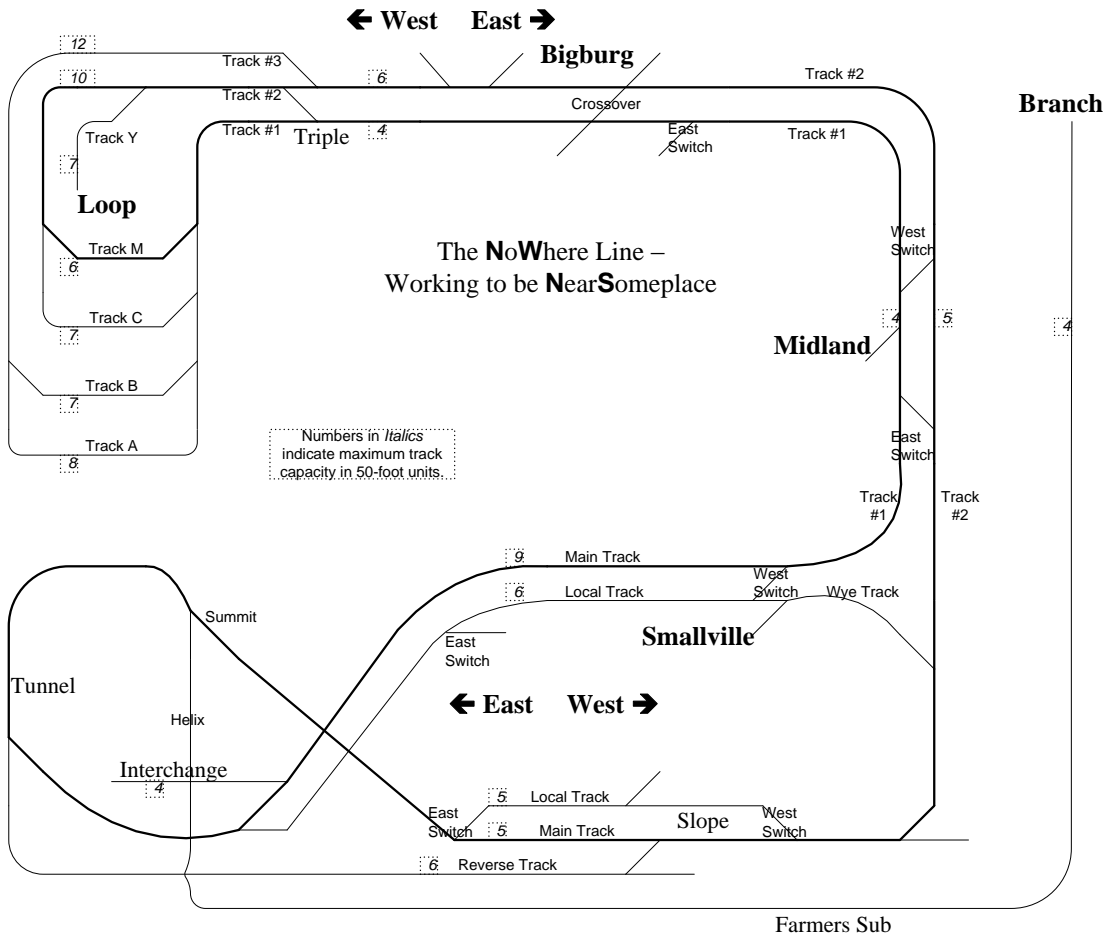 🡸 West East 🡺
12
Bigburg
Track #3
10
6
Track #2
Track #2
Crossover
Branch
Track #1
Triple
4
East
Switch
Track #1
Track Y
7
Loop
West
Switch
Track M
6
The NoWhere Line –
Working to be NearSomeplace
Track C
7
4
5
4
Midland
Track B
7
Track A
8
Numbers in Italics
indicate maximum track
capacity in 50-foot units.
East
Switch
Track
#1
Track
#2
9
Main Track
6
Local Track
West
Switch
Wye Track
Summit
Smallville
East
Switch
Tunnel
🡸 East West 🡺
Helix
Interchange
4
5
Local Track
East
Switch
5
Main Track
Slope
West
Switch
6
Reverse Track
Farmers Sub